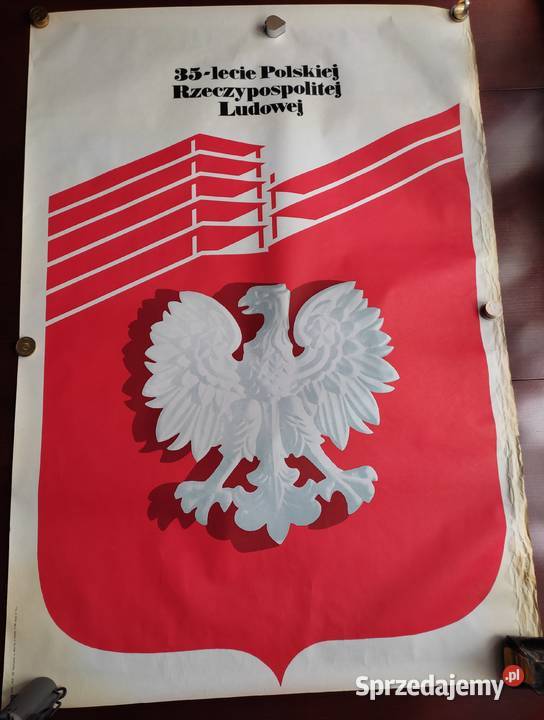 35-lecie Polskiej
Rzeczypospolitej
Ludowej
Sprzedajemy.pl